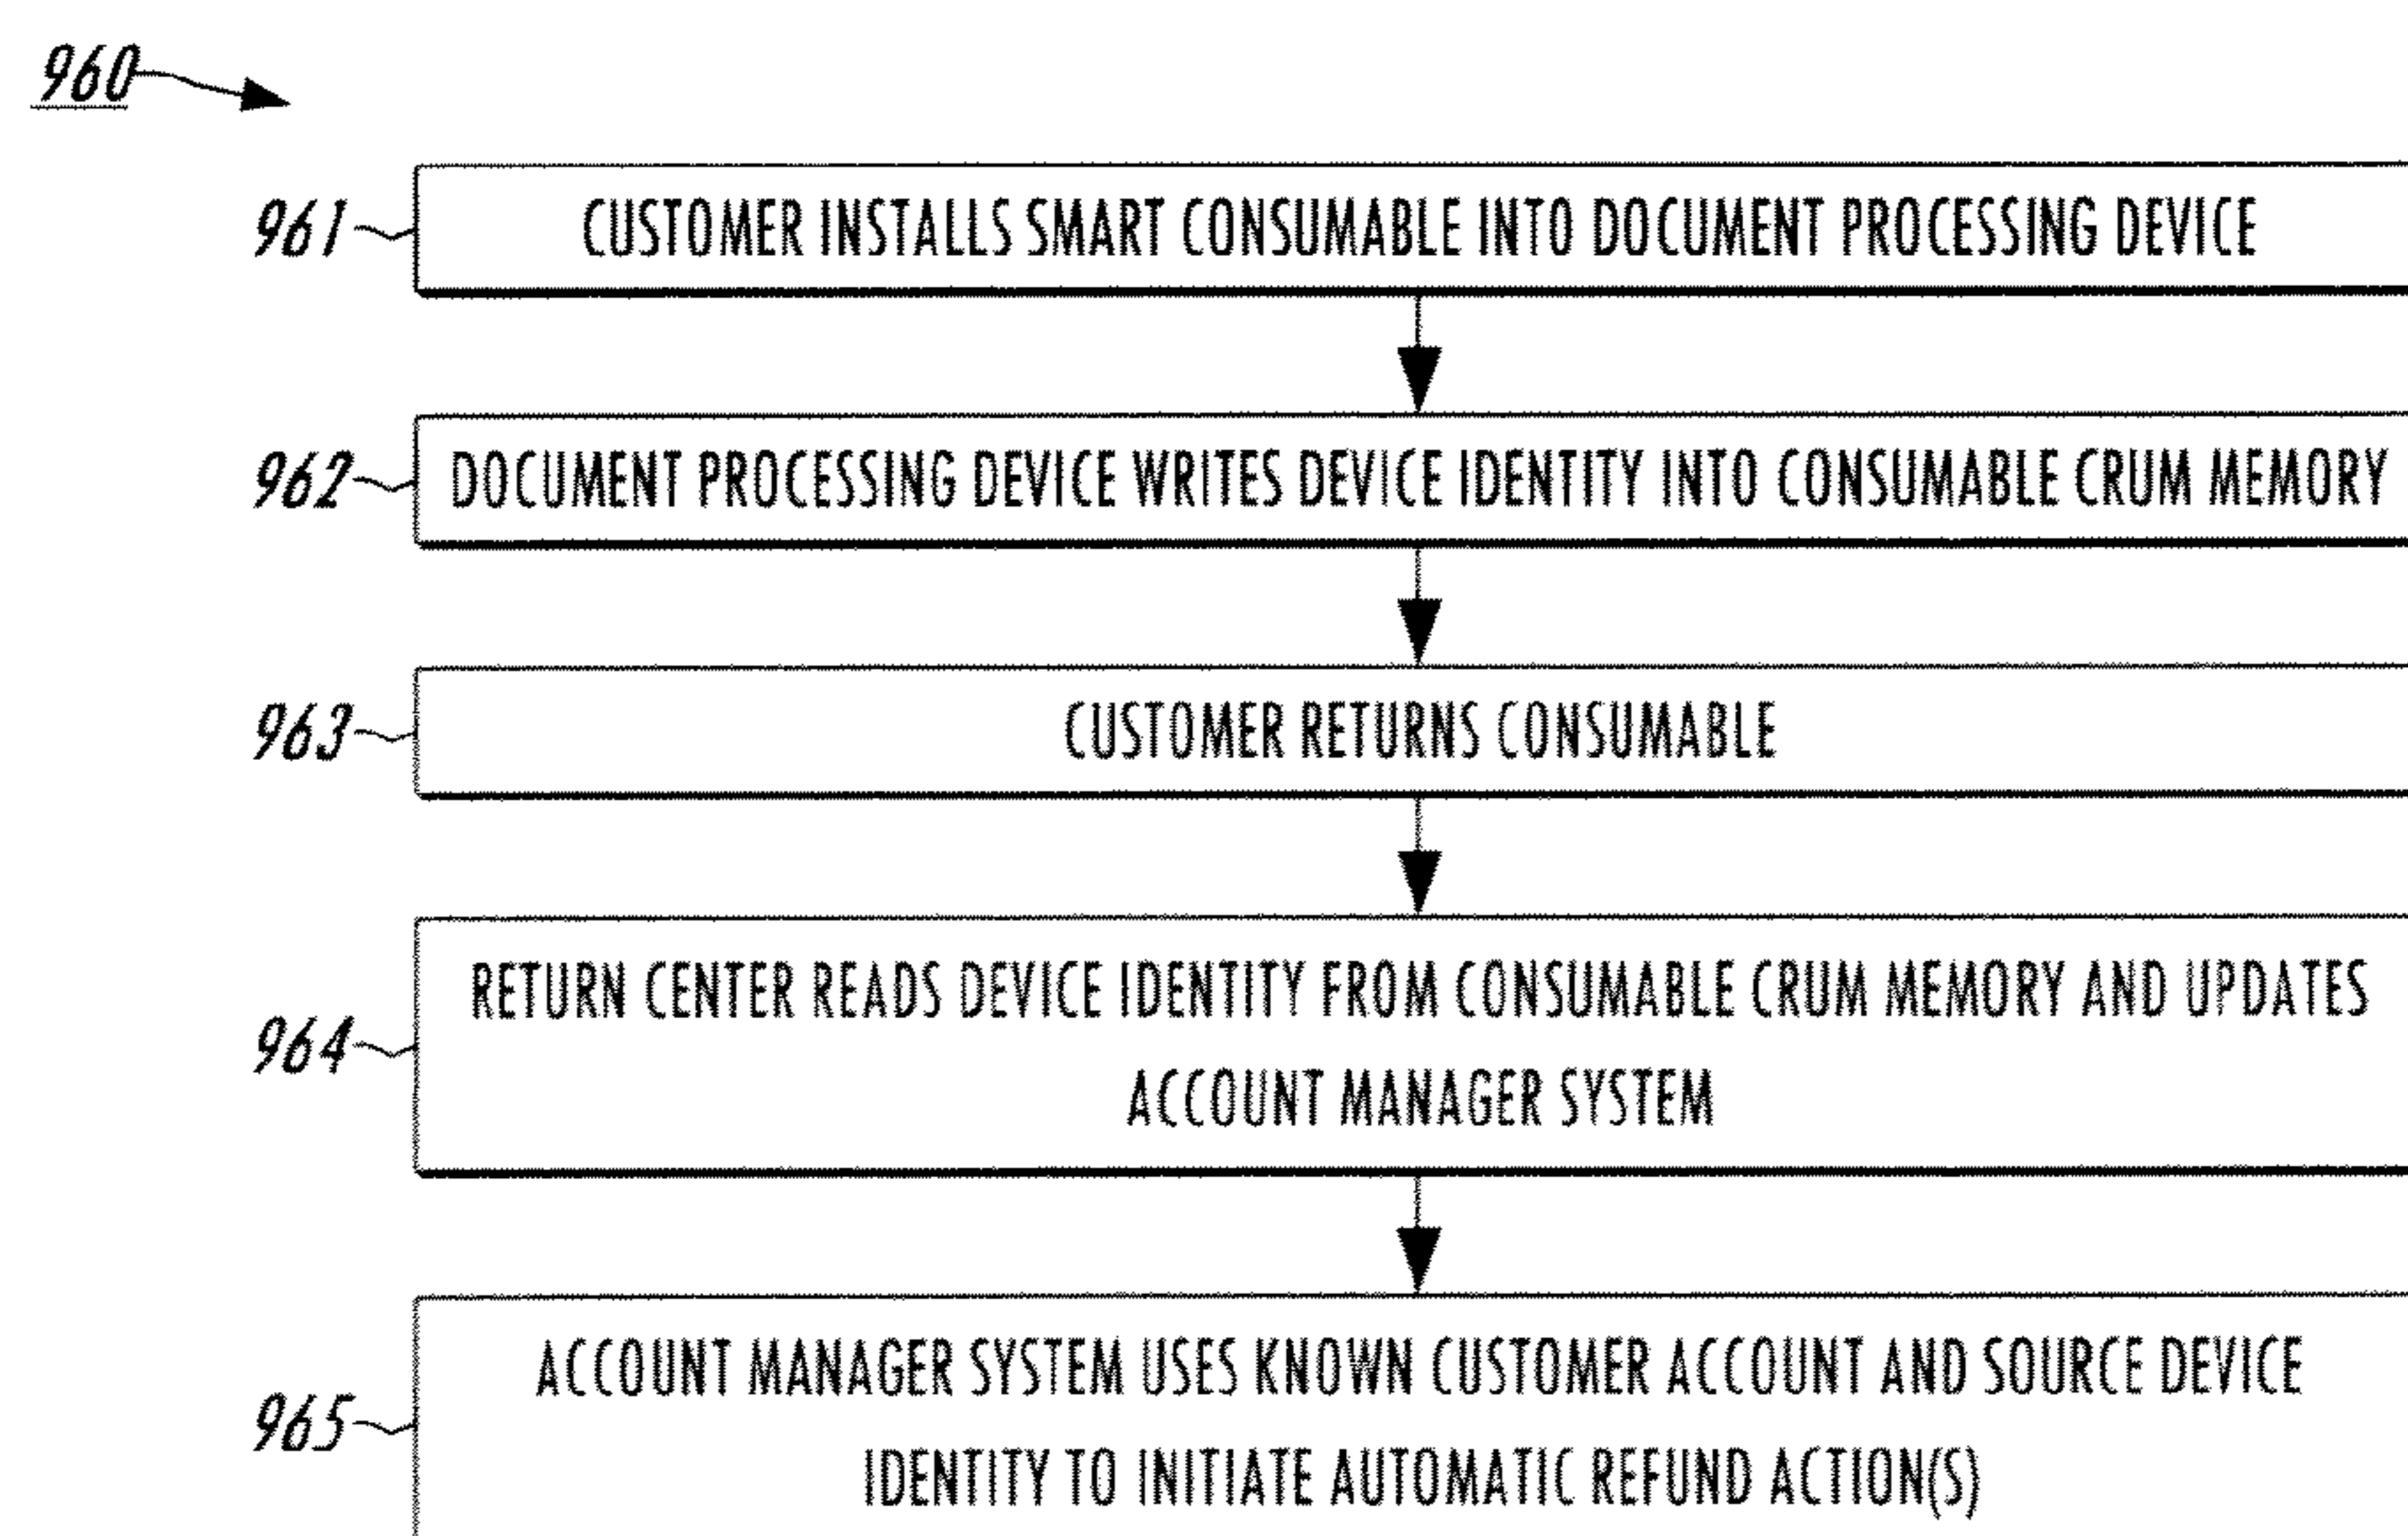 960
961 CUSTOMER INSTALLS SMART CONSUMABLE INTO DOCUMENT PROCESSING DEVICE
962 DOCUMENT PROCESSING DEVICE WRITES DEVICE IDENTITY INTO CONSUMABLE CRUM MEMORY
963 CUSTOMER RETURNS CONSUMABLE
964 RETURN CENTER READS DEVICE IDENTITY FROM CONSUMABLE CRUM MEMORY AND UPDATES
ACCOUNT MANAGER SYSTEM
965 ACCOUNT MANAGER SYSTEM USES KNOWN CUSTOMER ACCOUNT AND SOURCE DEVICE
IDENTITY TO INITIATE AUTOMATIC REFUND ACTION(S)